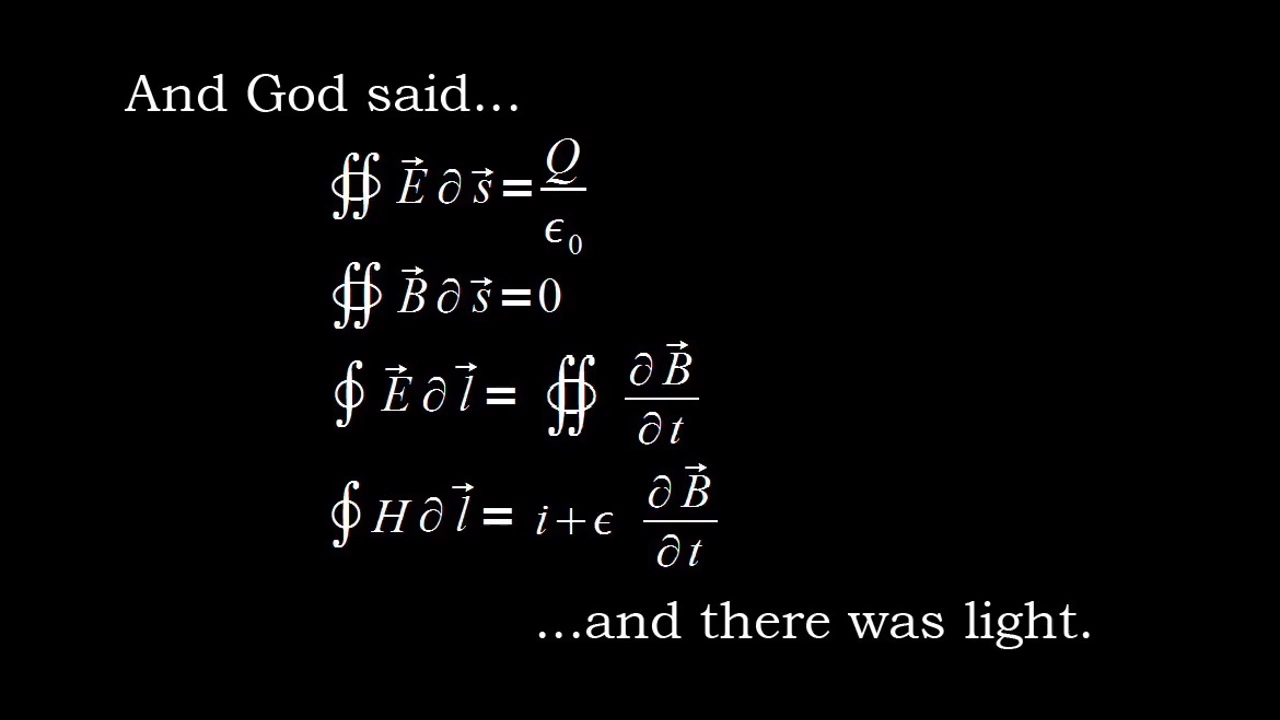 And God said...
∯ E⃗ ∂ s⃗ = Q/ϵ₀
∯ B⃗ ∂ s⃗ = 0
∮ E⃗ ∂ l⃗ = ∯ ∂B⃗/∂t
∮ H ∂ l⃗ = i + ϵ ∂B⃗/∂t
...and there was light.